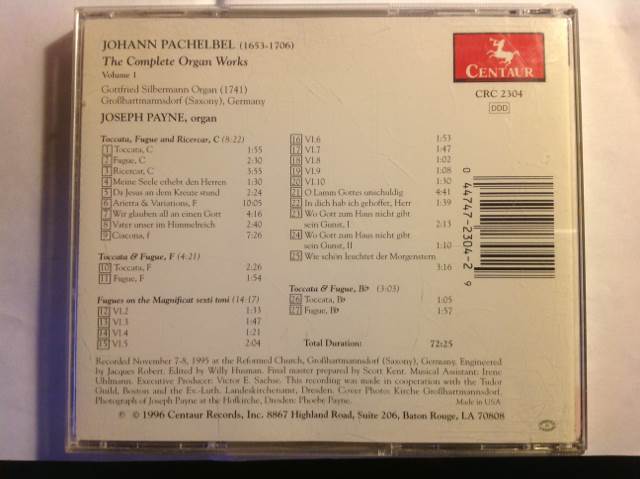 JOHANN PACHELBEL (1653-1706)
The Complete Organ Works
Volume 1
Gottfried Silbermann Organ (1741)
Großhartmannsdorf (Saxony), Germany
JOSEPH PAYNE, organ
CENTAUR
CRC 2304
DDD
Toccata, Fugue and Ricercar, C (8:22)
1 Toccata, C 1:55
2 Fugue, C 2:30
3 Ricercar, C 3:55
4 Meine Seele erhebt den Herren 1:30
5 Da Jesus an dem Kreuze stund 2:24
6 Arietta & Variations, F 10:05
7 Wir glauben all an einen Gott 4:16
8 Vater unser im Himmelreich 2:40
9 Ciacona, f 7:26
Toccata & Fugue, F (4:21)
10 Toccata, F 2:26
11 Fugue, F 1:54
Fugues on the Magnificat sexti toni (14:17)
12 VI.2 1:33
13 VI.3 1:47
14 VI.4 1:21
15 VI.5 2:04
16 VI.6 1:53
17 VI.7 1:47
18 VI.8 1:02
19 VI.9 1:08
20 VI.10 1:30
21 O Lamm Gottes unschuldig 4:41
22 In dich hab ich gehoffet, Herr 1:39
23 Wo Gott zum Haus nicht gibt
sein Gunst, I 2:13
24 Wo Gott zum Haus nicht gibt
sein Gunst, II 1:10
25 Wie schön leuchtet der Morgenstern
3:16
Toccata & Fugue, B♭ (3:03)
26 Toccata, B♭ 1:05
27 Fugue, B♭ 1:57
Total Duration: 72:25
0 44747-2304-2 9
Recorded November 7-8, 1995 at the Reformed Church, Großhartmannsdorf (Saxony), Germany. Engineered
by Jacques Robert. Edited by Willy Husman. Final master prepared by Scott Kent. Musical Assistant: Irene
Uhlmann. Executive Producer: Victor E. Sachse. This recording was made in cooperation with the Tudor
Guild, Boston and the Ev.-Luth. Landeskirchenamt, Dresden. Cover Photos: Kirche Großhartmannsdorf.
Photograph of Joseph Payne at the Hofkirche, Dresden: Phoebe Payne. Made in USA
℗ © 1996 Centaur Records, Inc. 8867 Highland Road, Suite 206, Baton Rouge, LA 70808